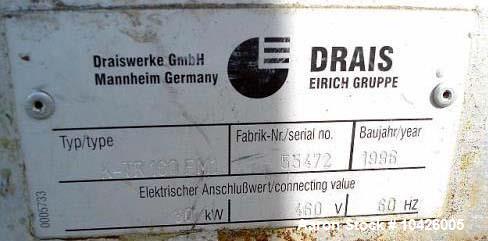 Draiswerke GmbH
Mannheim Germany
DRAIS
EIRICH GRUPPE
Typ/type
Fabrik-Nr./serial no.
Baujahr/year
55472
1996
Elektrischer Anschlußwert/connecting value
kW
460 V
60 HZ
0005733
Aaron Stock # 10426005